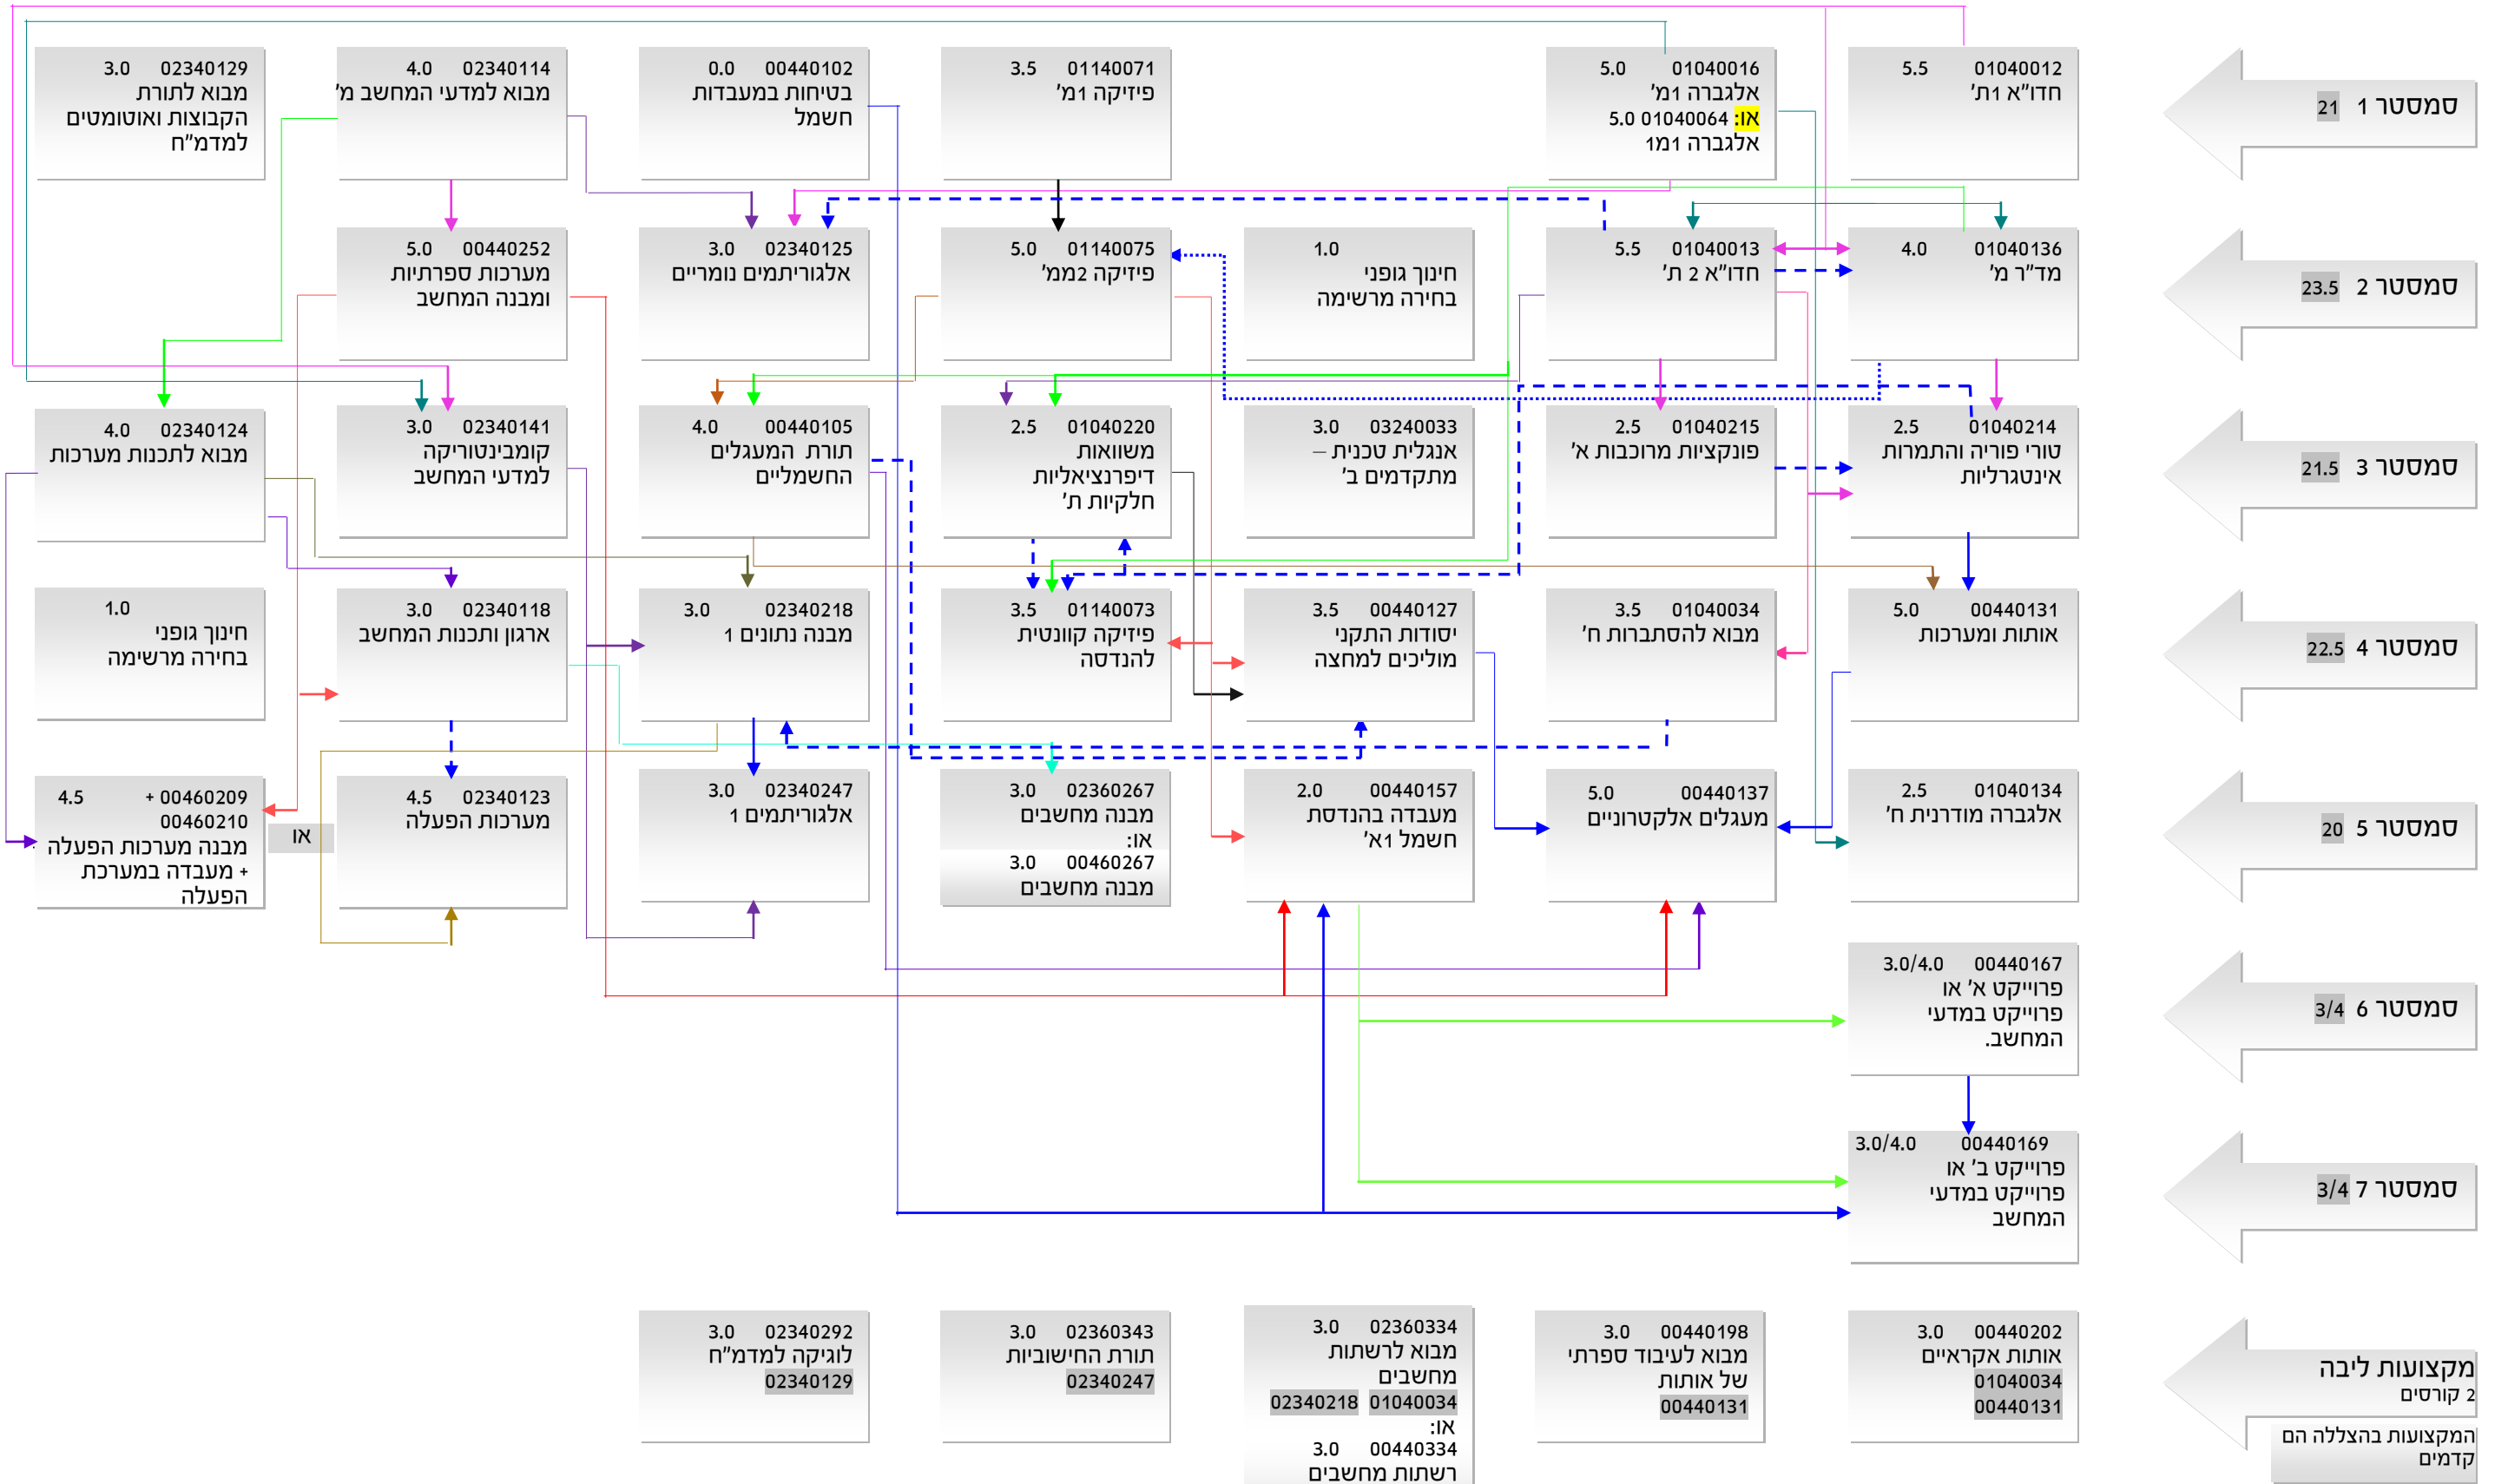 סמסטר 1 21
01040012 5.5
חדו"א 1ת'
01040016 5.0
אלגברה 1מ'
או: 01040064 5.0
אלגברה 1מ1
01140071 3.5
פיזיקה 1מ'
00440102 0.0
בטיחות במעבדות
חשמל
02340114 4.0
מבוא למדעי המחשב מ'
02340129 3.0
מבוא לתורת
הקבוצות ואוטומטים
למדמ"ח
סמסטר 2 23.5
01040136 4.0
מד"ר מ'
01040013 5.5
חדו"א 2 ת'
1.0
חינוך גופני
בחירה מרשימה
01140075 5.0
פיזיקה 2ממ'
02340125 3.0
אלגוריתמים נומריים
00440252 5.0
מערכות ספרתיות
ומבנה המחשב
סמסטר 3 21.5
01040214 2.5
טורי פוריה והתמרות
אינטגרליות
01040215 2.5
פונקציות מרוכבות א'
03240033 3.0
אנגלית טכנית –
מתקדמים ב'
01040220 2.5
משוואות
דיפרנציאליות
חלקיות ת'
00440105 4.0
תורת המעגלים
החשמליים
02340141 3.0
קומבינטוריקה
למדעי המחשב
02340124 4.0
מבוא לתכנות מערכות
סמסטר 4 22.5
00440131 5.0
אותות ומערכות
01040034 3.5
מבוא להסתברות ח'
00440127 3.5
יסודות התקני
מוליכים למחצה
01140073 3.5
פיזיקה קוונטית
להנדסה
02340218 3.0
מבנה נתונים 1
02340118 3.0
ארגון ותכנות המחשב
1.0
חינוך גופני
בחירה מרשימה
סמסטר 5 20
01040134 2.5
אלגברה מודרנית ח'
00440137 5.0
מעגלים אלקטרוניים
00440157 2.0
מעבדה בהנדסת
חשמל 1א'
02360267 3.0
מבנה מחשבים
או:
00460267 3.0
מבנה מחשבים
02340247 3.0
אלגוריתמים 1
02340123 4.5
מערכות הפעלה
או
00460209 + 4.5
00460210
מבנה מערכות הפעלה
+ מעבדה במערכת
הפעלה
סמסטר 6 3/4
00440167 3.0/4.0
פרוייקט א' או
פרוייקט במדעי
המחשב.
סמסטר 7 3/4
00440169 3.0/4.0
פרוייקט ב' או
פרוייקט במדעי
המחשב
מקצועות ליבה
2 קורסים
המקצועות בהצללה הם
קדמים
00440202 3.0
אותות אקראיים
01040034
00440131
00440198 3.0
מבוא לעיבוד ספרתי
של אותות
00440131
02360334 3.0
מבוא לרשתות
מחשבים
01040034 02340218
או:
00440334 3.0
רשתות מחשבים
02360343 3.0
תורת החישוביות
02340247
02340292 3.0
לוגיקה למדמ"ח
02340129